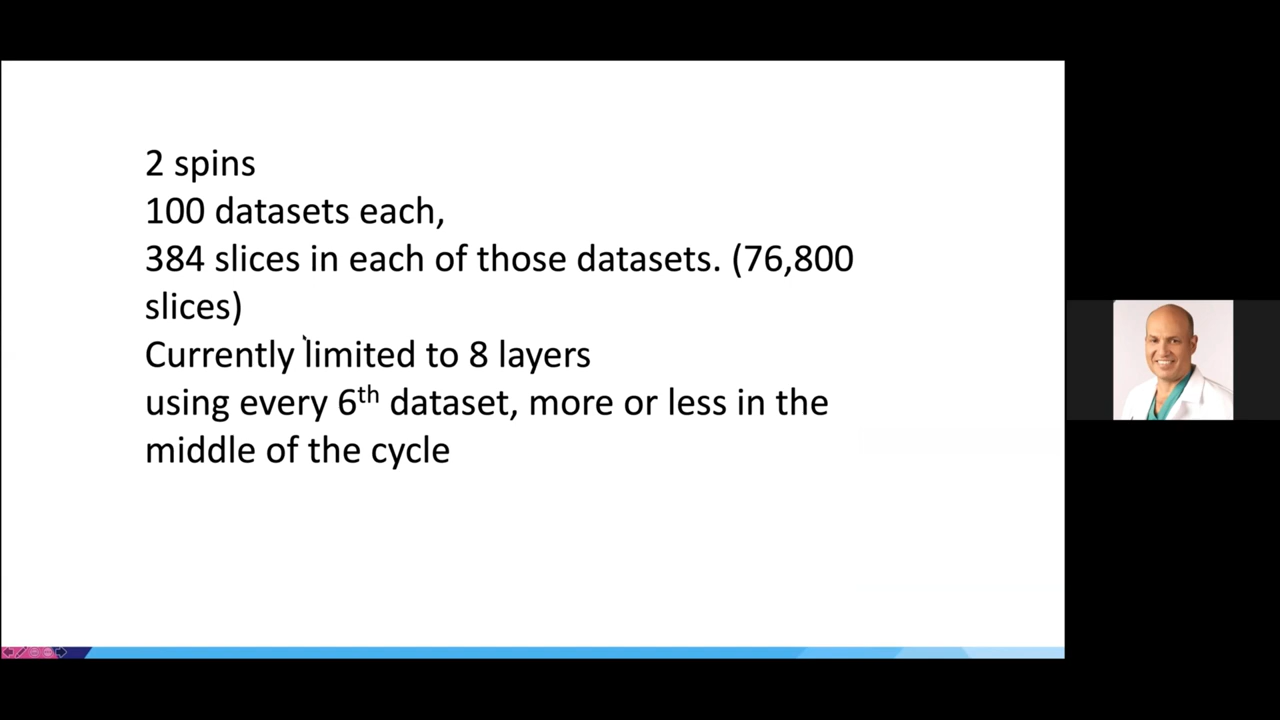 2 spins
100 datasets each,
384 slices in each of those datasets. (76,800
slices)
Currently limited to 8 layers
using every 6th dataset, more or less in the
middle of the cycle